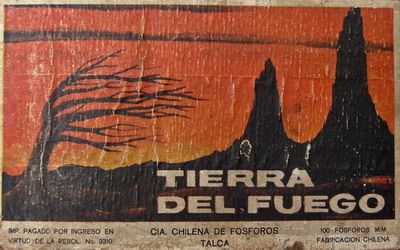 TIERRA
DEL FUEGO
IMP. PAGADO POR INGRESO EN
VIRTUD DE LA RESOL. No. 9310
CIA. CHILENA DE FOSFOROS
TALCA
100 FOSFOROS M/M
FABRICACION CHILENA